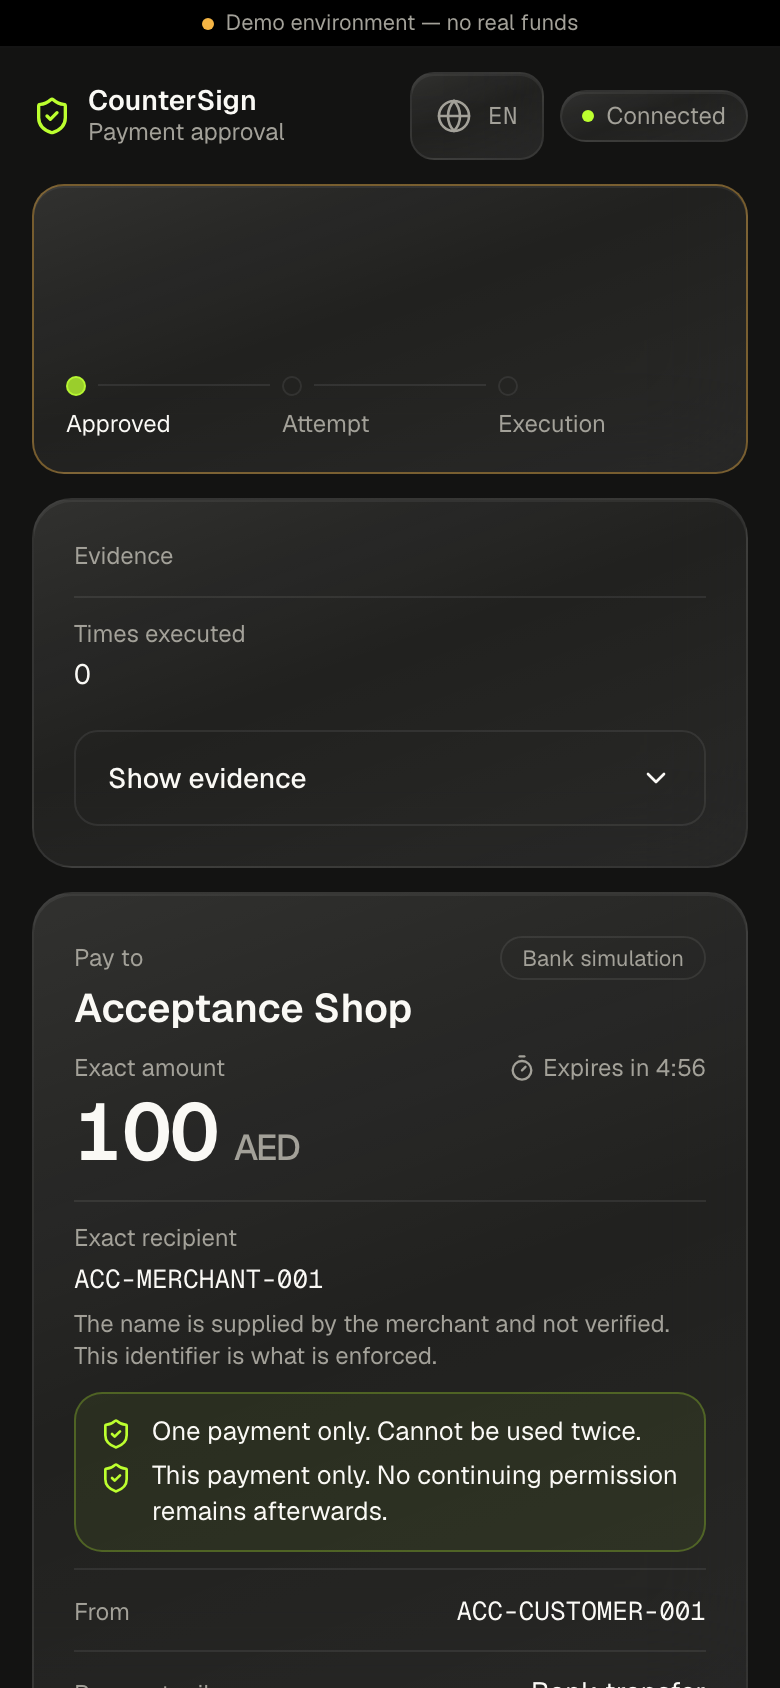 Demo environment — no real funds
CounterSign
Payment approval
EN
Connected
Approved
Attempt
Execution
Evidence
Times executed
0
Show evidence
Pay to
Bank simulation
Acceptance Shop
Exact amount
Expires in 4:56
100 AED
Exact recipient
ACC-MERCHANT-001
The name is supplied by the merchant and not verified.
This identifier is what is enforced.
One payment only. Cannot be used twice.
This payment only. No continuing permission
remains afterwards.
From
ACC-CUSTOMER-001
Bank transfer